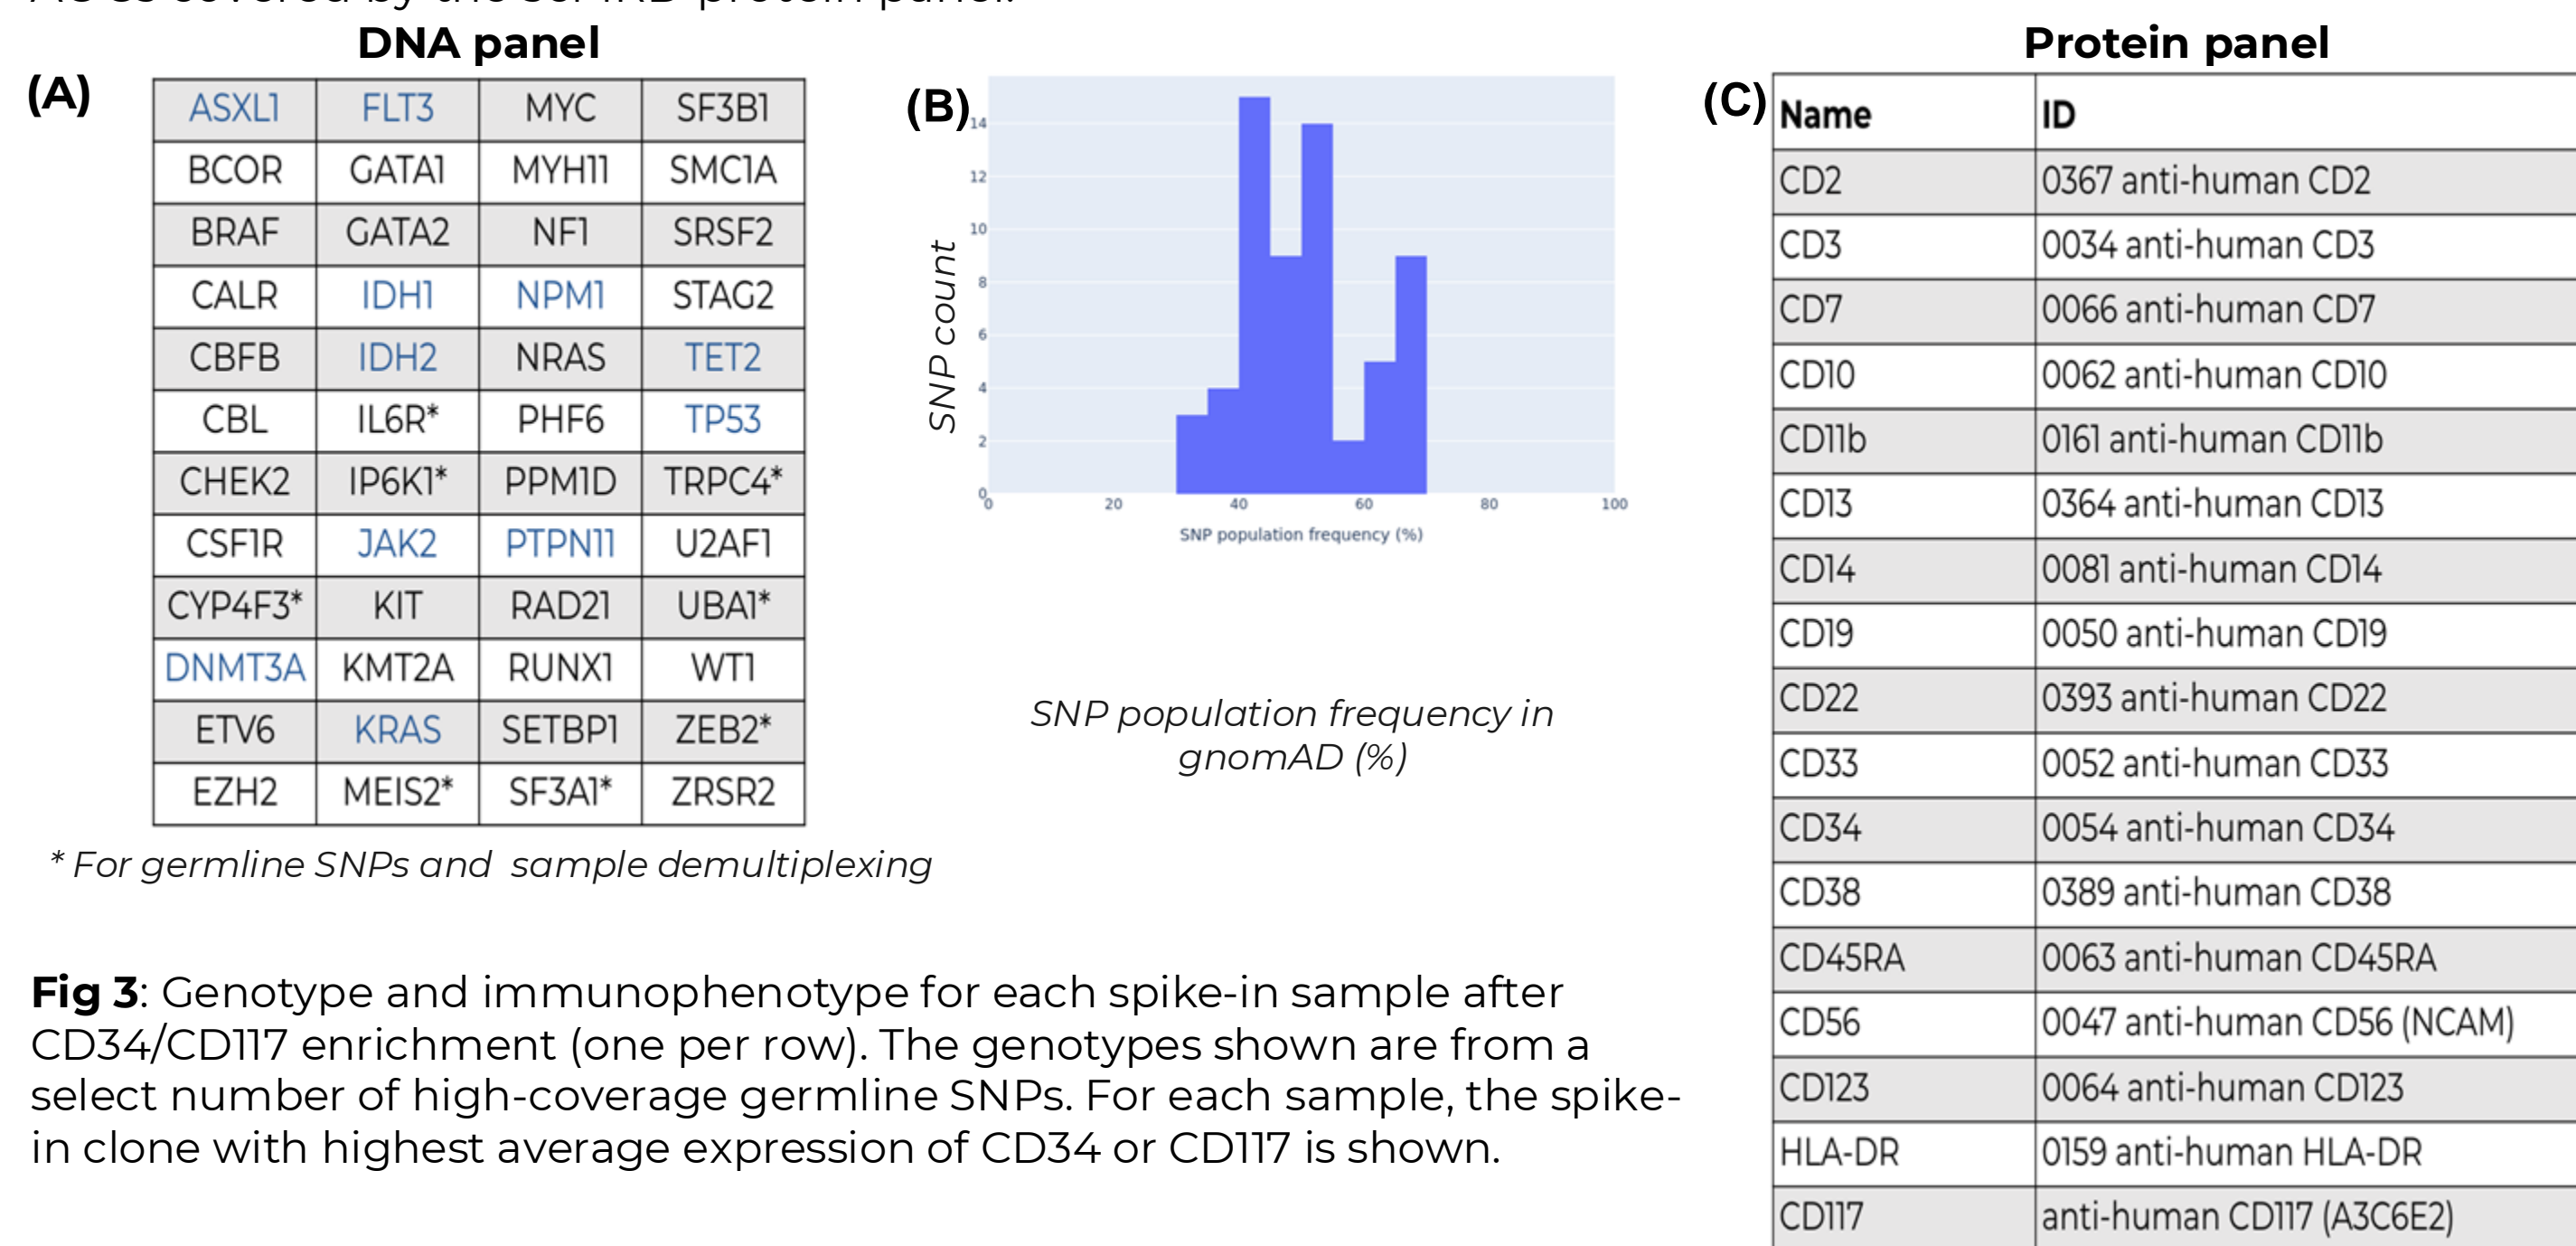 DNA panel
(A)
ASXL1 FLT3 MYC SF3B1
BCOR GATA1 MYH11 SMC1A
BRAF GATA2 NF1 SRSF2
CALR IDH1 NPM1 STAG2
CBFB IDH2 NRAS TET2
CBL IL6R* PHF6 TP53
CHEK2 IP6K1* PPM1D TRPC4*
CSF1R JAK2 PTPN11 U2AF1
CYP4F3* KIT RAD21 UBA1*
DNMT3A KMT2A RUNX1 WT1
ETV6 KRAS SETBP1 ZEB2*
EZH2 MEIS2* SF3A1* ZRSR2
* For germline SNPs and sample demultiplexing
(B)
SNP count
14
12
10
8
6
4
2
0
0 20 40 60 80 100
SNP population frequency (%)
SNP population frequency in
gnomAD (%)
Protein panel
(C)
Name ID
CD2 0367 anti-human CD2
CD3 0034 anti-human CD3
CD7 0066 anti-human CD7
CD10 0062 anti-human CD10
CD11b 0161 anti-human CD11b
CD13 0364 anti-human CD13
CD14 0081 anti-human CD14
CD19 0050 anti-human CD19
CD22 0393 anti-human CD22
CD33 0052 anti-human CD33
CD34 0054 anti-human CD34
CD38 0389 anti-human CD38
CD45RA 0063 anti-human CD45RA
CD56 0047 anti-human CD56 (NCAM)
CD123 0064 anti-human CD123
HLA-DR 0159 anti-human HLA-DR
CD117 anti-human CD117 (A3C6E2)
Fig 3: Genotype and immunophenotype for each spike-in sample after
CD34/CD117 enrichment (one per row). The genotypes shown are from a
select number of high-coverage germline SNPs. For each sample, the spike-
in clone with highest average expression of CD34 or CD117 is shown.